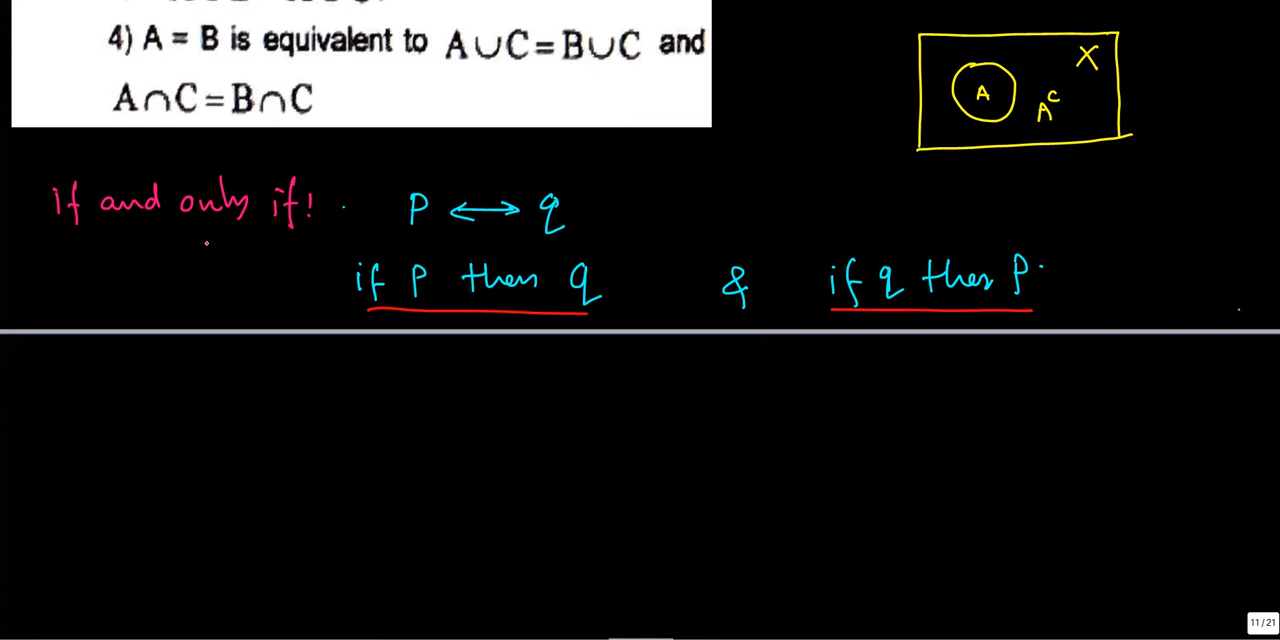 4) A = B is equivalent to A∪C=B∪C and
A∩C=B∩C
X
A
A^C
If and only if! . P ⟷ q
if P then q & if q then P.
11/21